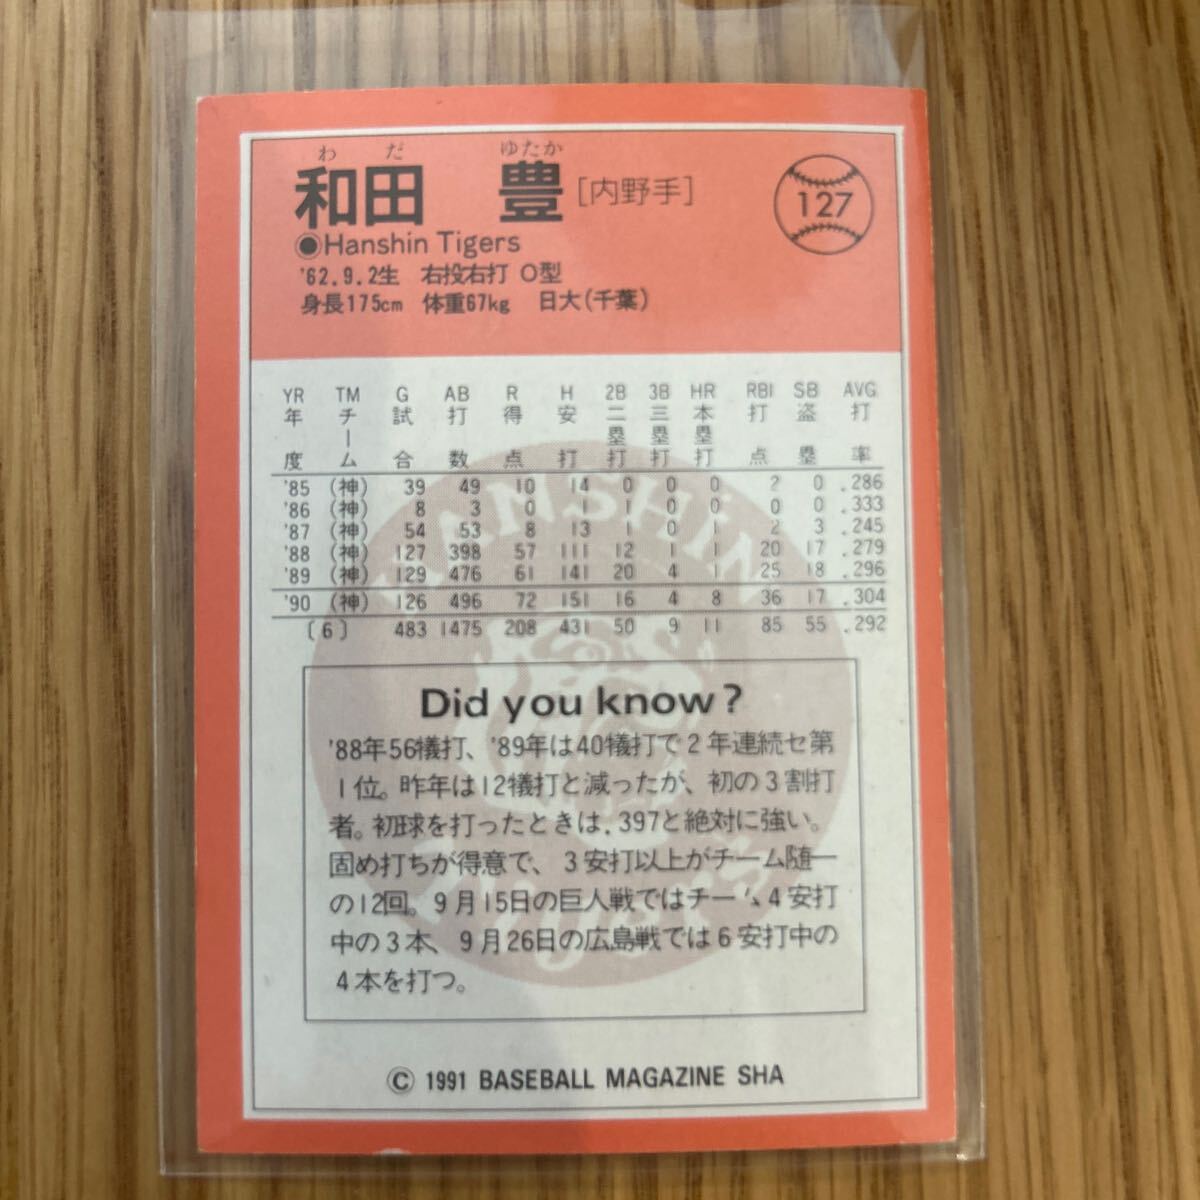 わだ ゆたか
和田 豊 [内野手] 127
●Hanshin Tigers
'62.9.2生 右投右打 O型
身長175cm 体重67kg 日大(千葉)
YR TM G AB R H 2B 3B HR RBI SB AVG
年度 チーム 試合 打数 得点 安打 二塁打 三塁打 本塁打 打点 盗塁 打率
'85 (神) 39 49 10 14 0 0 0 2 0 .286
'86 (神) 8 3 0 1 1 0 0 0 0 .333
'87 (神) 54 53 8 13 1 0 1 2 3 .245
'88 (神) 127 398 57 111 12 1 1 20 17 .279
'89 (神) 129 476 61 141 20 4 1 25 18 .296
'90 (神) 126 496 72 151 16 4 8 36 17 .304
〔6〕 483 1475 208 431 50 9 11 85 55 .292
HANSHIN
TIGERS
Did you know?
'88年56犠打、'89年は40犠打で2年連続セ第
1位。昨年は12犠打と減ったが、初の3割打
者。初球を打ったときは.397と絶対に強い。
固め打ちが得意で、3安打以上がチーム随一
の12回。9月15日の巨人戦ではチーム4安打
中の3本、9月26日の広島戦では6安打中の
4本を打つ。
© 1991 BASEBALL MAGAZINE SHA